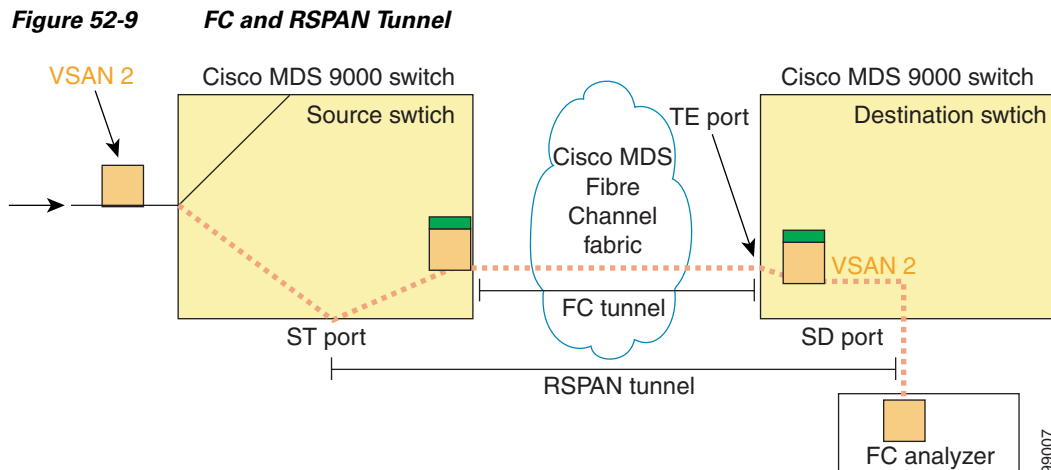 Figure 52-9 FC and RSPAN Tunnel
VSAN 2
Cisco MDS 9000 switch
Cisco MDS 9000 switch
Source swtich
TE port
Destination swtich
Cisco MDS
Fibre
Channel
fabric
VSAN 2
FC tunnel
ST port
SD port
RSPAN tunnel
FC analyzer